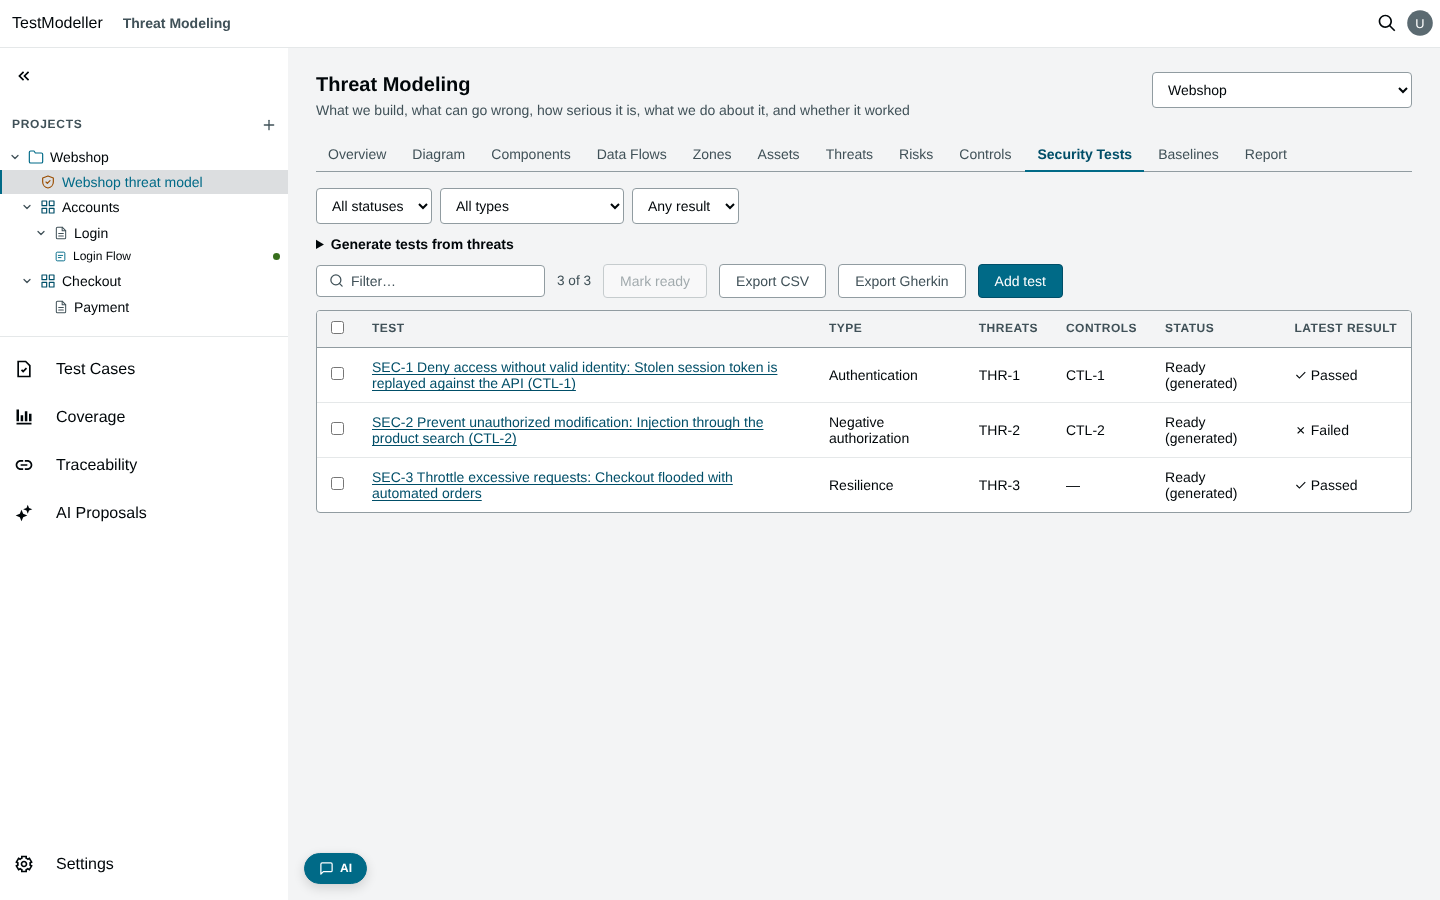 TestModeller Threat Modeling U
PROJECTS
Webshop
Webshop threat model
Accounts
Login
Login Flow
Checkout
Payment
Test Cases
Coverage
Traceability
AI Proposals
Settings
Threat Modeling
What we build, what can go wrong, how serious it is, what we do about it, and whether it worked
Webshop
Overview Diagram Components Data Flows Zones Assets Threats Risks Controls Security Tests Baselines Report
All statuses All types Any result
Generate tests from threats
Filter… 3 of 3 Mark ready Export CSV Export Gherkin Add test
TEST TYPE THREATS CONTROLS STATUS LATEST RESULT
SEC-1 Deny access without valid identity: Stolen session token is
replayed against the API (CTL-1)
Authentication THR-1 CTL-1
Ready
(generated)
Passed
SEC-2 Prevent unauthorized modification: Injection through the
product search (CTL-2)
Negative
authorization
THR-2 CTL-2
Ready
(generated)
Failed
SEC-3 Throttle excessive requests: Checkout flooded with
automated orders
Resilience THR-3 —
Ready
(generated)
Passed
AI